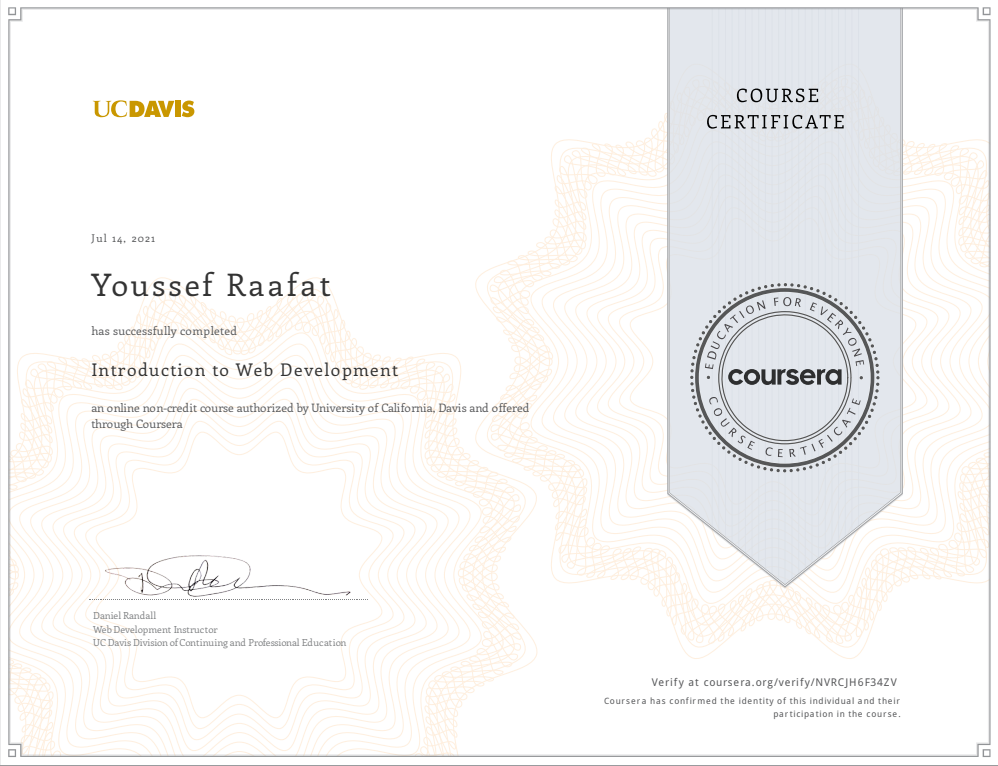 UCDAVIS
COURSE
CERTIFICATE
Jul 14, 2021
Youssef Raafat
has successfully completed
Introduction to Web Development
an online non-credit course authorized by University of California, Davis and offered
through Coursera
EDUCATION FOR EVERYONE
coursera
COURSE CERTIFICATE
Daniel Randall
Web Development Instructor
UC Davis Division of Continuing and Professional Education
Verify at coursera.org/verify/NVRCJH6F34ZV
Coursera has confirmed the identity of this individual and their
participation in the course.